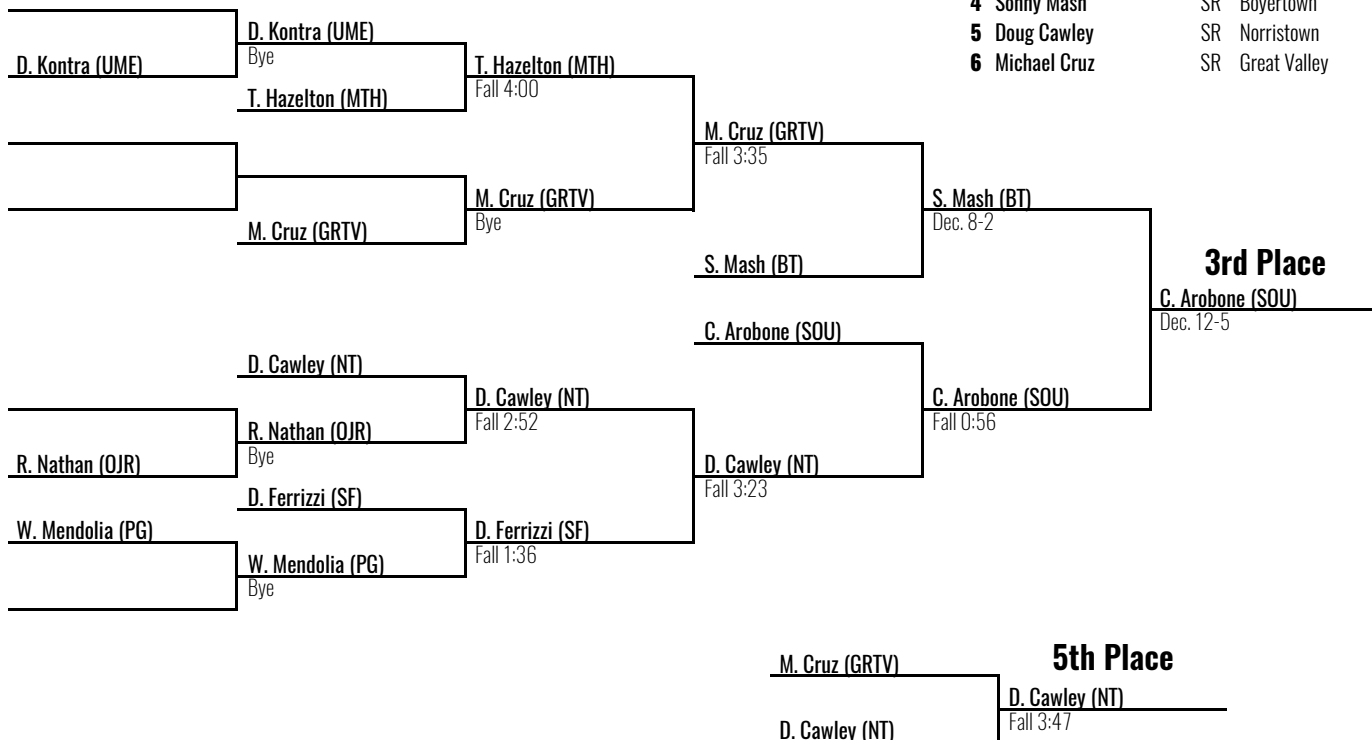 4 Sonny Mash SR Boyertown
5 Doug Cawley SR Norristown
6 Michael Cruz SR Great Valley
D. Kontra (UME)
D. Kontra (UME)
Bye
T. Hazelton (MTH)
T. Hazelton (MTH)
Fall 4:00
M. Cruz (GRTV)
M. Cruz (GRTV)
Bye
M. Cruz (GRTV)
Fall 3:35
S. Mash (BT)
S. Mash (BT)
Dec. 8-2
3rd Place
C. Arobone (SOU)
Dec. 12-5
C. Arobone (SOU)
C. Arobone (SOU)
Fall 0:56
D. Cawley (NT)
D. Cawley (NT)
Fall 2:52
R. Nathan (OJR)
R. Nathan (OJR)
Bye
D. Cawley (NT)
Fall 3:23
D. Ferrizzi (SF)
D. Ferrizzi (SF)
Fall 1:36
W. Mendolia (PG)
W. Mendolia (PG)
Bye
5th Place
M. Cruz (GRTV)
D. Cawley (NT)
Fall 3:47
D. Cawley (NT)